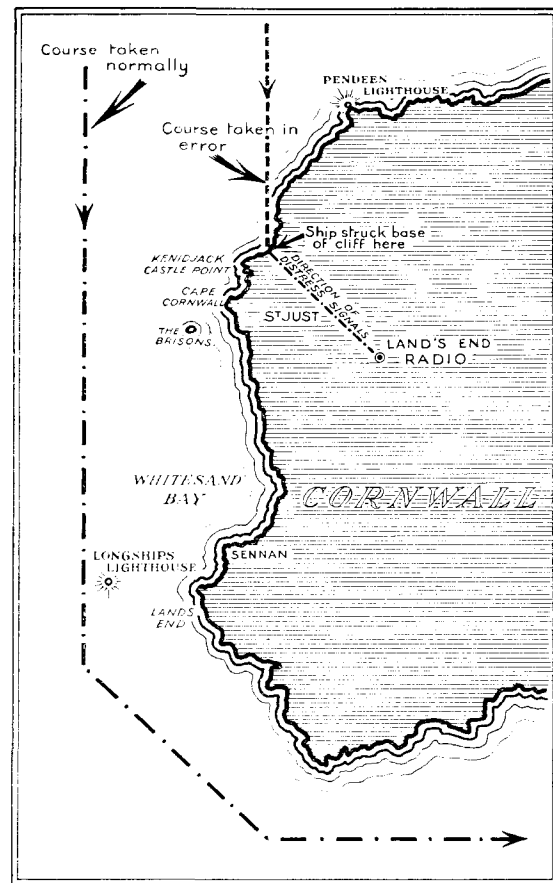 Course taken
normally
PENDEEN
LIGHTHOUSE
Course taken in
error
Ship struck base
of cliff here
KENIDJACK
CASTLE POINT
DIRECTION OF
DISTRESS SIGNALS
CAPE
CORNWALL
ST JUST
THE
BRISONS.
LAND'S END
RADIO
WHITESAND
BAY
CORNWALL
LONGSHIPS
LIGHTHOUSE
SENNAN
LANDS
END